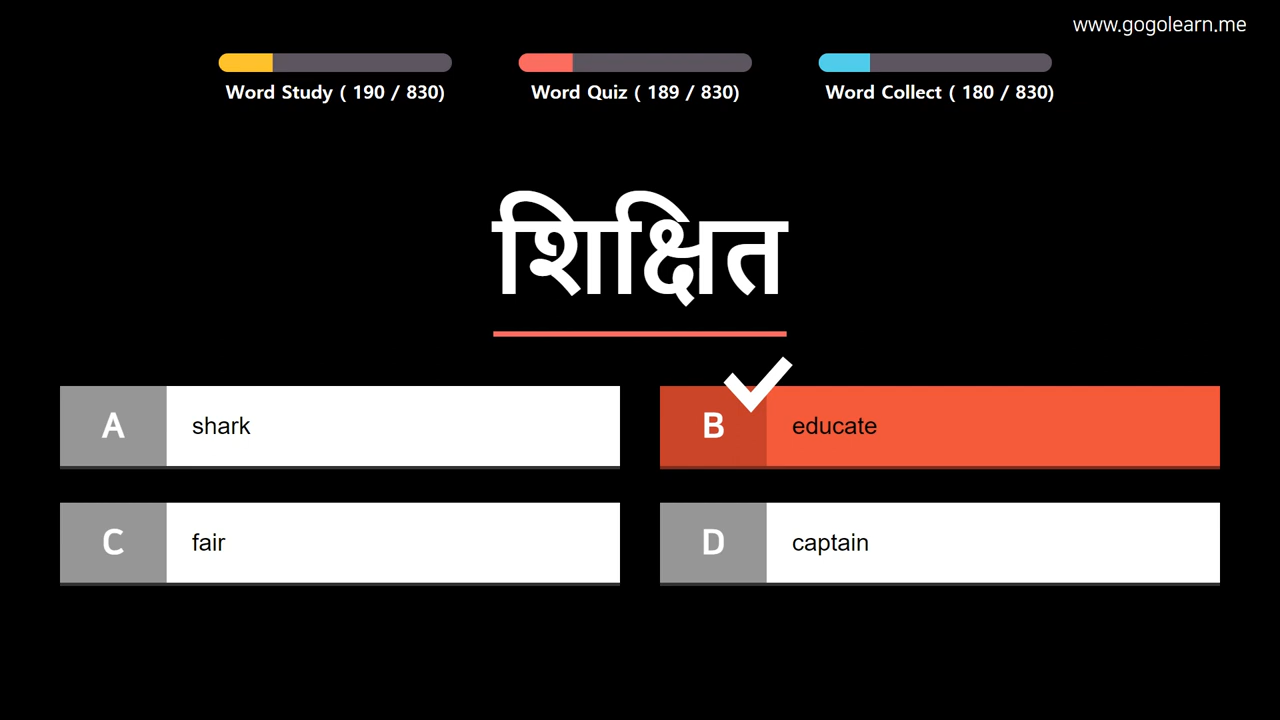 www.gogolearn.me
Word Study ( 190 / 830)
Word Quiz ( 189 / 830)
Word Collect ( 180 / 830)
शिक्षित
A
shark
B
educate
C
fair
D
captain